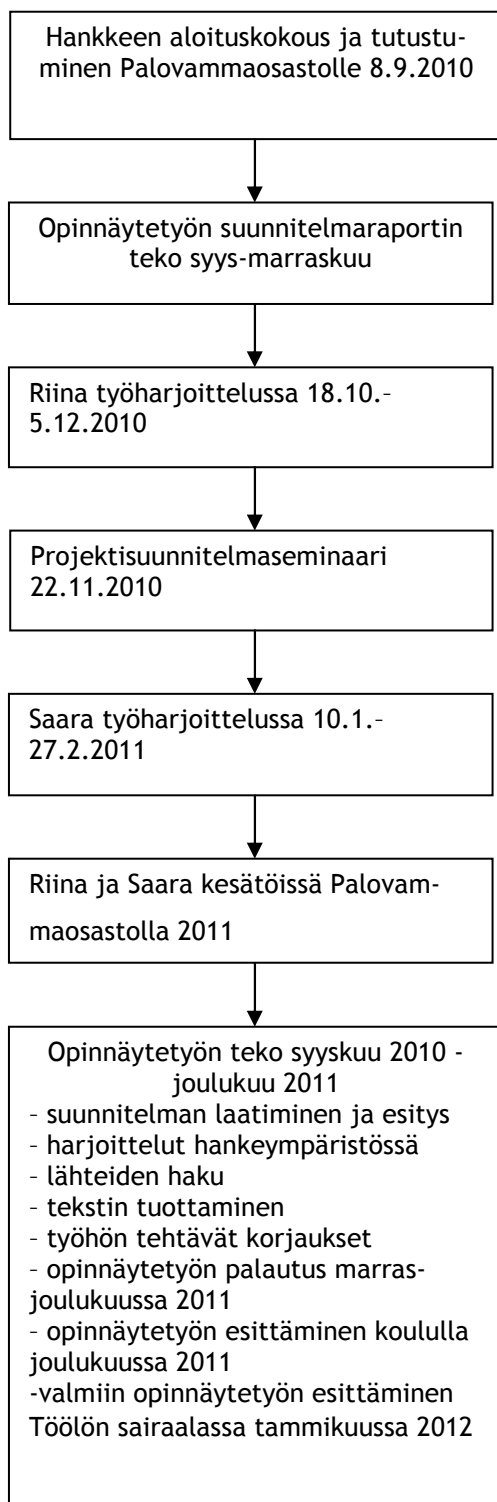 Hankkeen aloituskokous ja tutustu-
minen Palovammaosastolle 8.9.2010
Opinnäytetyön suunnitelmaraportin
teko syys-marraskuu
Riina työharjoittelussa 18.10.–
5.12.2010
Projektisuunnitelmaseminaari
22.11.2010
Saara työharjoittelussa 10.1.–
27.2.2011
Riina ja Saara kesätöissä Palovam-
maosastolla 2011
Opinnäytetyön teko syyskuu 2010 -
joulukuu 2011
– suunnitelman laatiminen ja esitys
– harjoittelut hankeympäristössä
– lähteiden haku
– tekstin tuottaminen
– työhön tehtävät korjaukset
– opinnäytetyön palautus marras-
joulukuussa 2011
– opinnäytetyön esittäminen koululla
joulukuussa 2011
-valmiin opinnäytetyön esittäminen
Töölön sairaalassa tammikuussa 2012